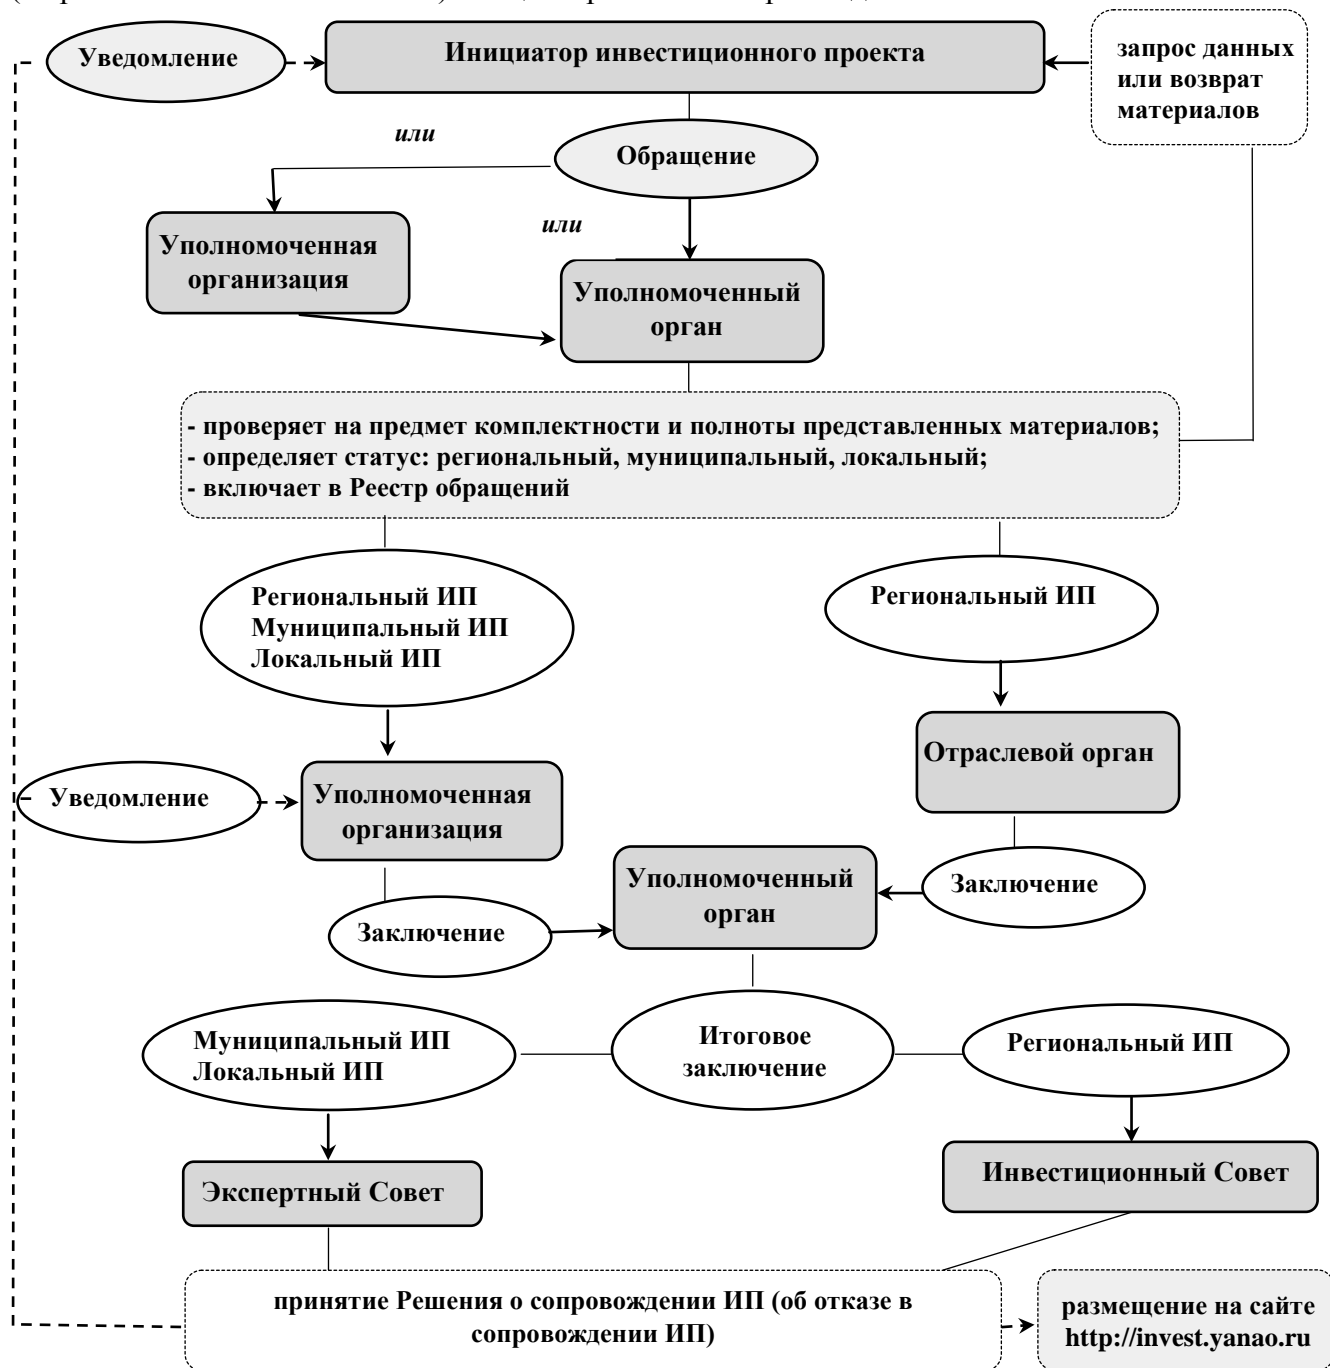 Уведомление
Инициатор инвестиционного проекта
запрос данных
или возврат
материалов
или
Обращение
Уполномоченная
организация
или
Уполномоченный
орган
- проверяет на предмет комплектности и полноты представленных материалов;
- определяет статус: региональный, муниципальный, локальный;
- включает в Реестр обращений
Региональный ИП
Муниципальный ИП
Локальный ИП
Региональный ИП
Отраслевой орган
Уведомление
Уполномоченная
организация
Уполномоченный
орган
Заключение
Заключение
Муниципальный ИП
Локальный ИП
Итоговое
заключение
Региональный ИП
Экспертный Совет
Инвестиционный Совет
принятие Решения о сопровождении ИП (об отказе в
сопровождении ИП)
размещение на сайте
http://invest.yanao.ru